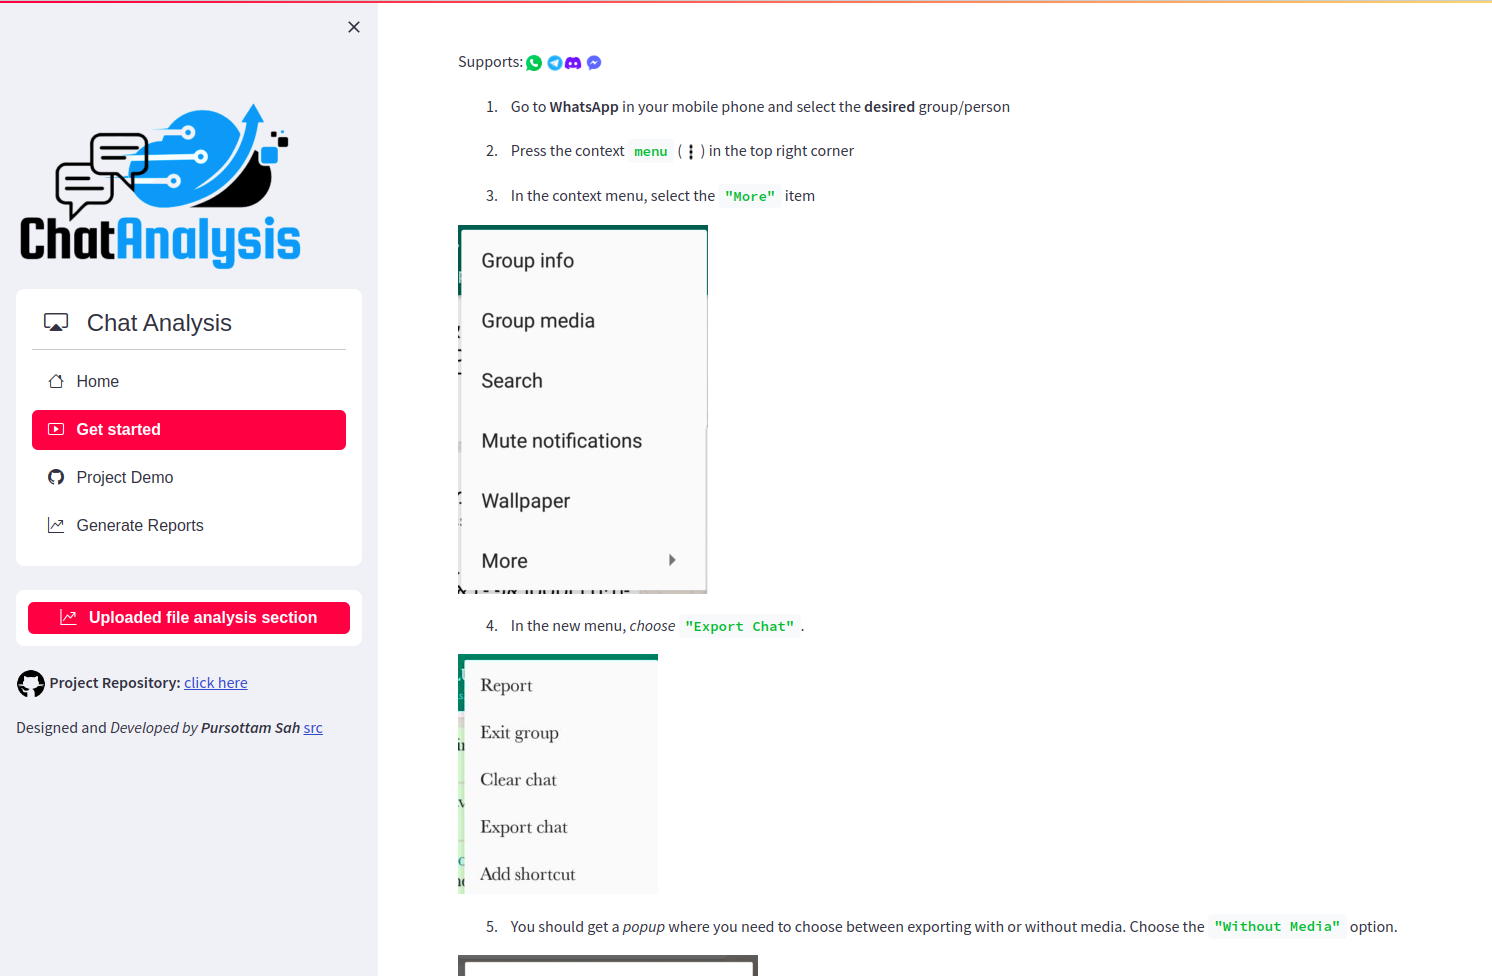 ChatAnalysis
Chat Analysis
Home
Get started
Project Demo
Generate Reports
Uploaded file analysis section
Project Repository: click here
Designed and Developed by Pursottam Sah src
Supports:
1. Go to WhatsApp in your mobile phone and select the desired group/person
2. Press the context menu ( ⋮ ) in the top right corner
3. In the context menu, select the "More" item
Group info
Group media
Search
Mute notifications
Wallpaper
More
4. In the new menu, choose "Export Chat" .
Report
Exit group
Clear chat
Export chat
Add shortcut
5. You should get a popup where you need to choose between exporting with or without media. Choose the "Without Media" option.